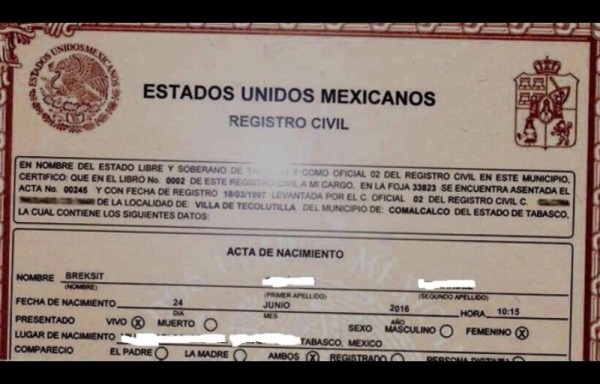 ESTADOS UNIDOS MEXICANOS
ESTADOS UNIDOS MEXICANOS
REGISTRO CIVIL
EN NOMBRE DEL ESTADO LIBRE Y SOBERANO DE Y COMO OFICIAL 02 DEL REGISTRO CIVIL EN ESTE MUNICIPIO,
CERTIFICO: QUE EN EL LIBRO No. 0002 DE ESTE REGISTRO CIVIL A MI CARGO, EN LA FOJA 33823 SE ENCUENTRA ASENTADA EL
ACTA No. 00245 Y CON FECHA DE REGISTRO 18/03/1997 LEVANTADA POR EL C. OFICIAL 02 DEL REGISTRO CIVIL C.
DE LA LOCALIDAD DE: VILLA DE TECOLUTILLA DEL MUNICIPIO DE: COMALCALCO DEL ESTADO DE TABASCO,
LA CUAL CONTIENE LOS SIGUIENTES DATOS:
ACTA DE NACIMIENTO
NOMBRE BREKSIT
(NOMBRE) (PRIMER APELLIDO) (SEGUNDO APELLIDO)
FECHA DE NACIMIENTO: 24 JUNIO 2016 HORA 10:15
DIA MES AÑO
PRESENTADO VIVO X MUERTO SEXO MASCULINO FEMENINO X
LUGAR DE NACIMIENTO TABASCO, MEXICO
COMPARECIO EL PADRE LA MADRE AMBOS X REGISTRADO PERSONA DISTINTA